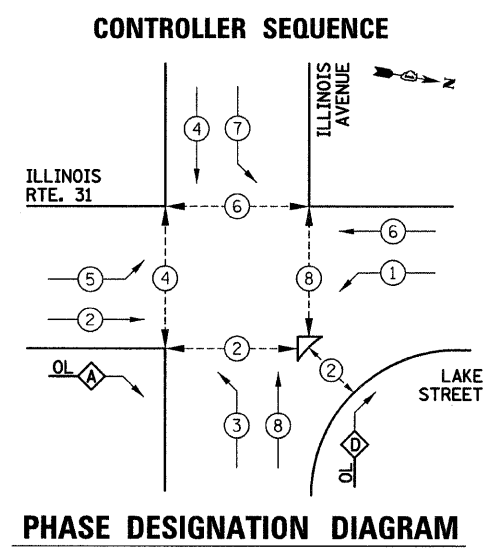 CONTROLLER SEQUENCE
ILLINOIS
AVENUE
N
4
7
ILLINOIS
RTE. 31
6
6
5
4
8
1
2
2
2
OL
A
LAKE
STREET
3
8
D
OL
PHASE DESIGNATION DIAGRAM